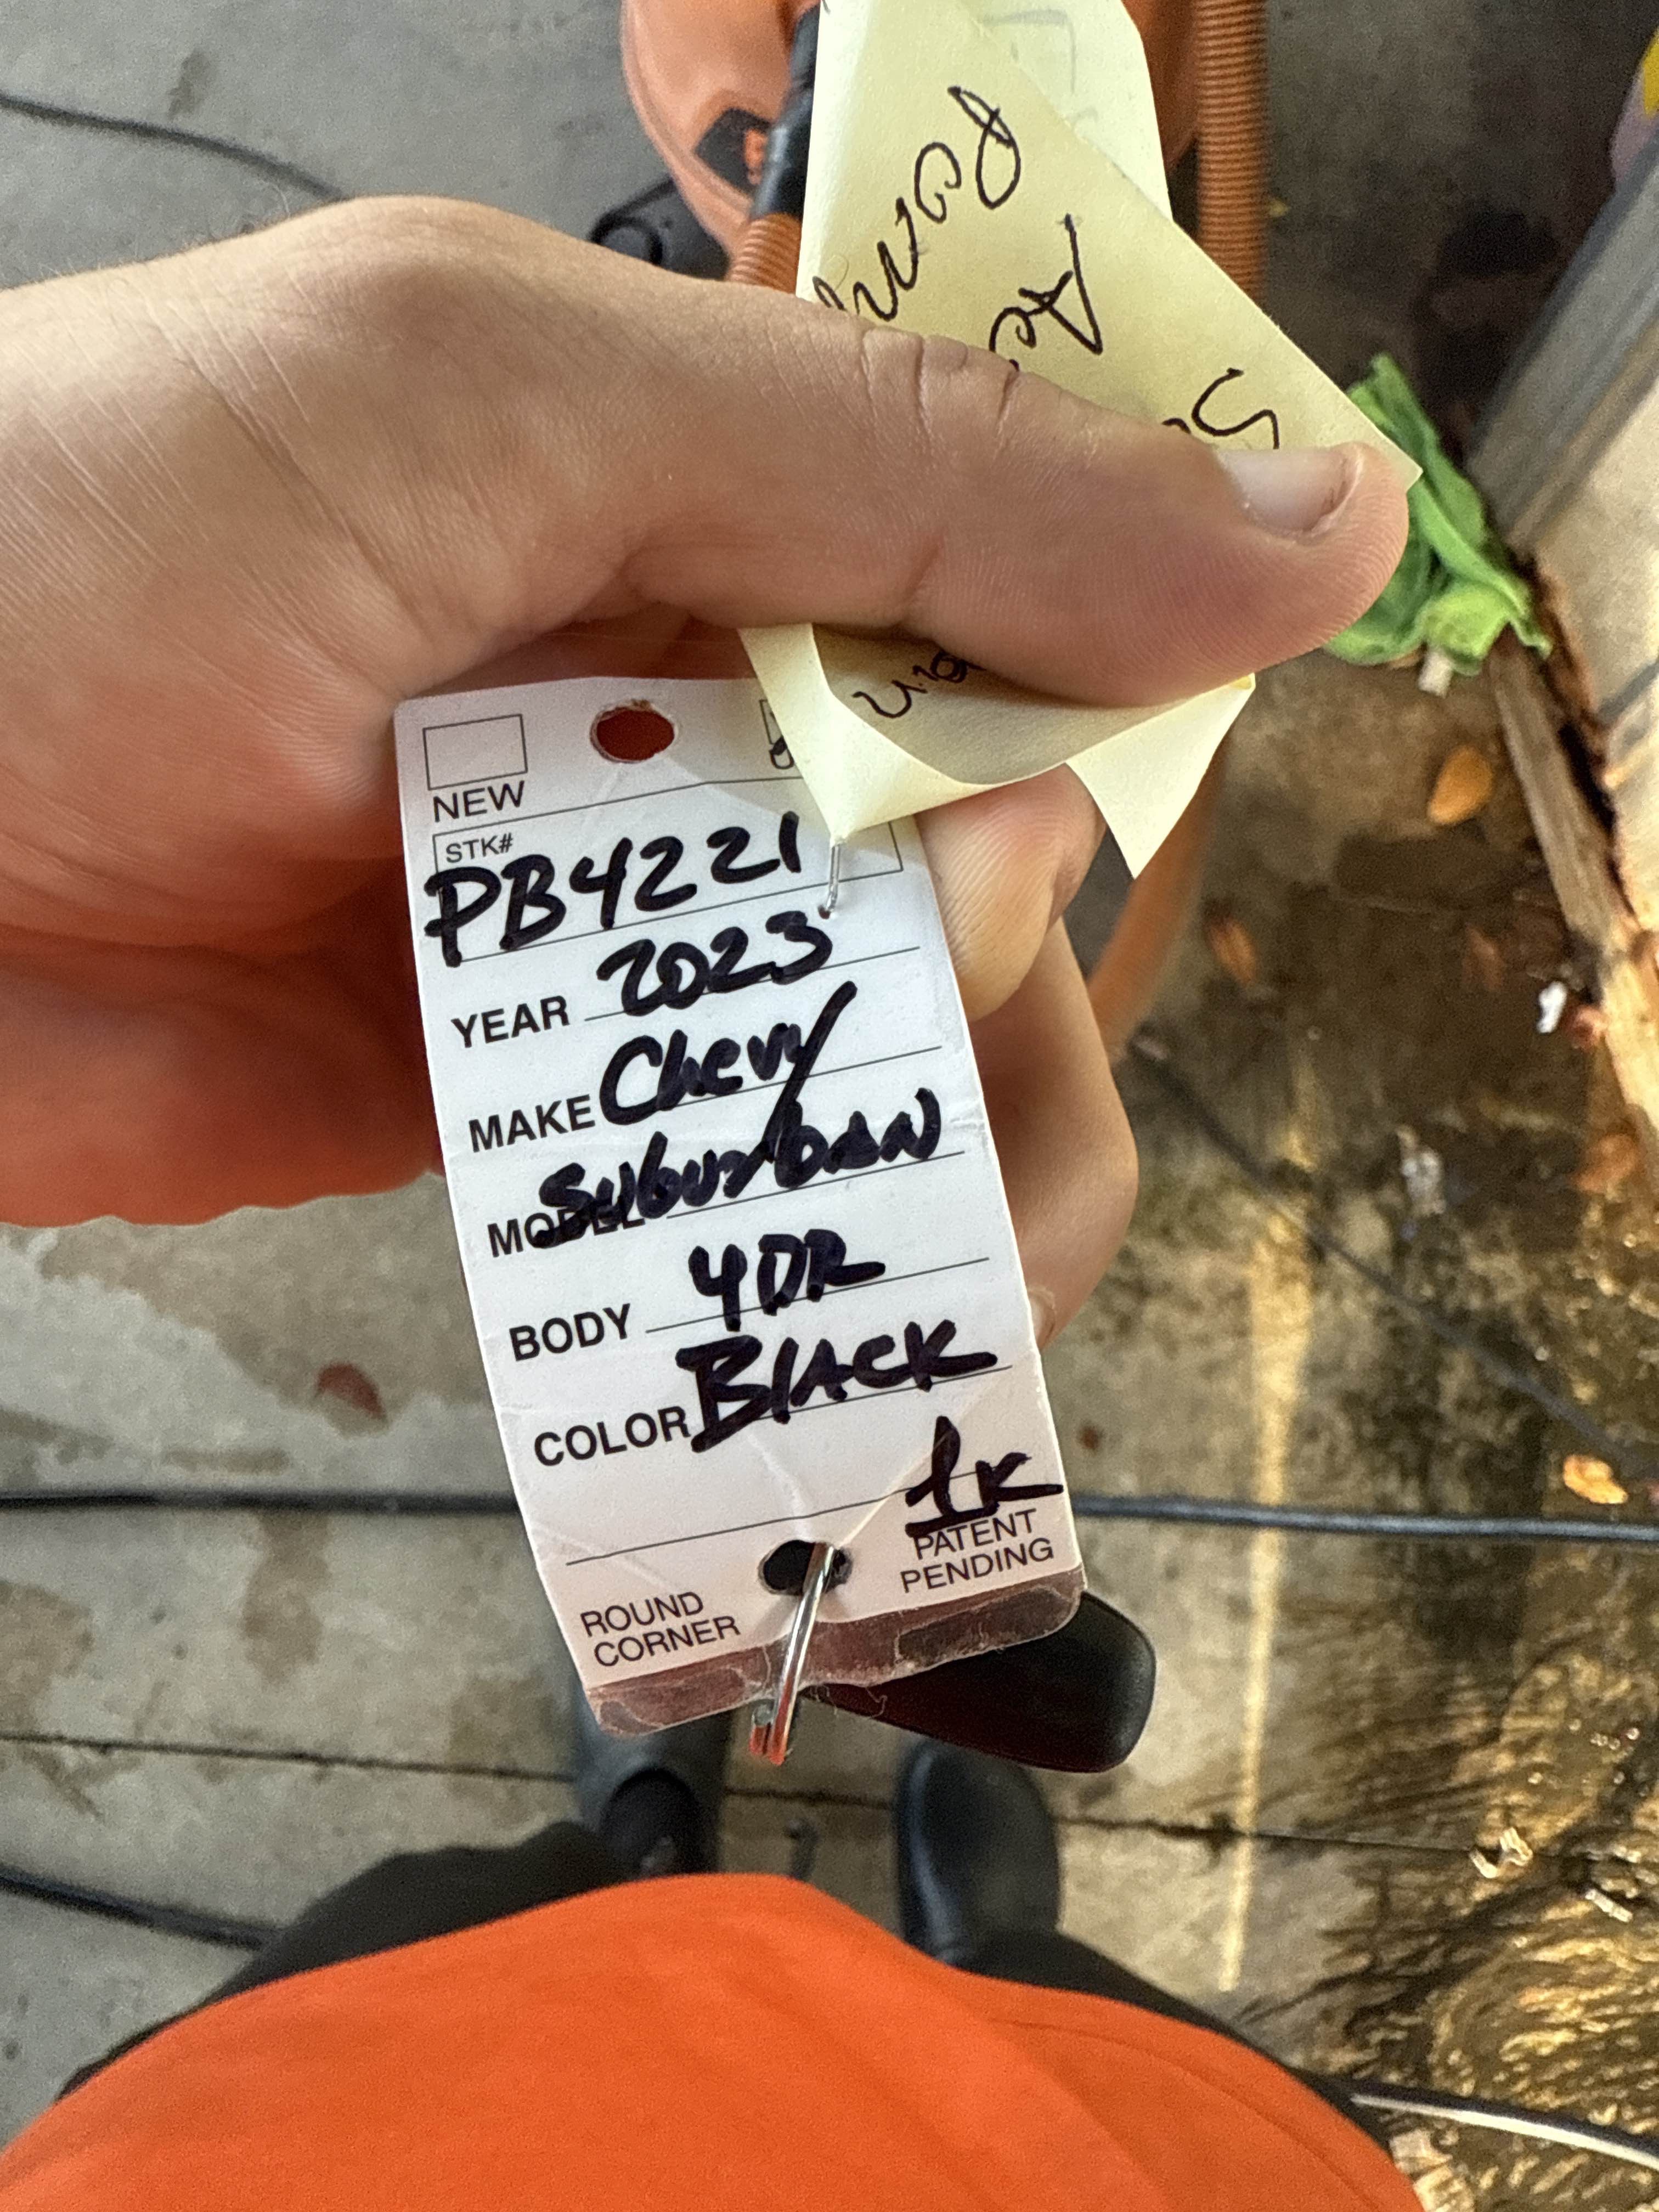 NEW
STK#
PB4221
YEAR 2023
MAKE Chevy
MODEL Suburban
BODY 4DR
COLOR Black
1K
ROUND CORNER
PATENT PENDING